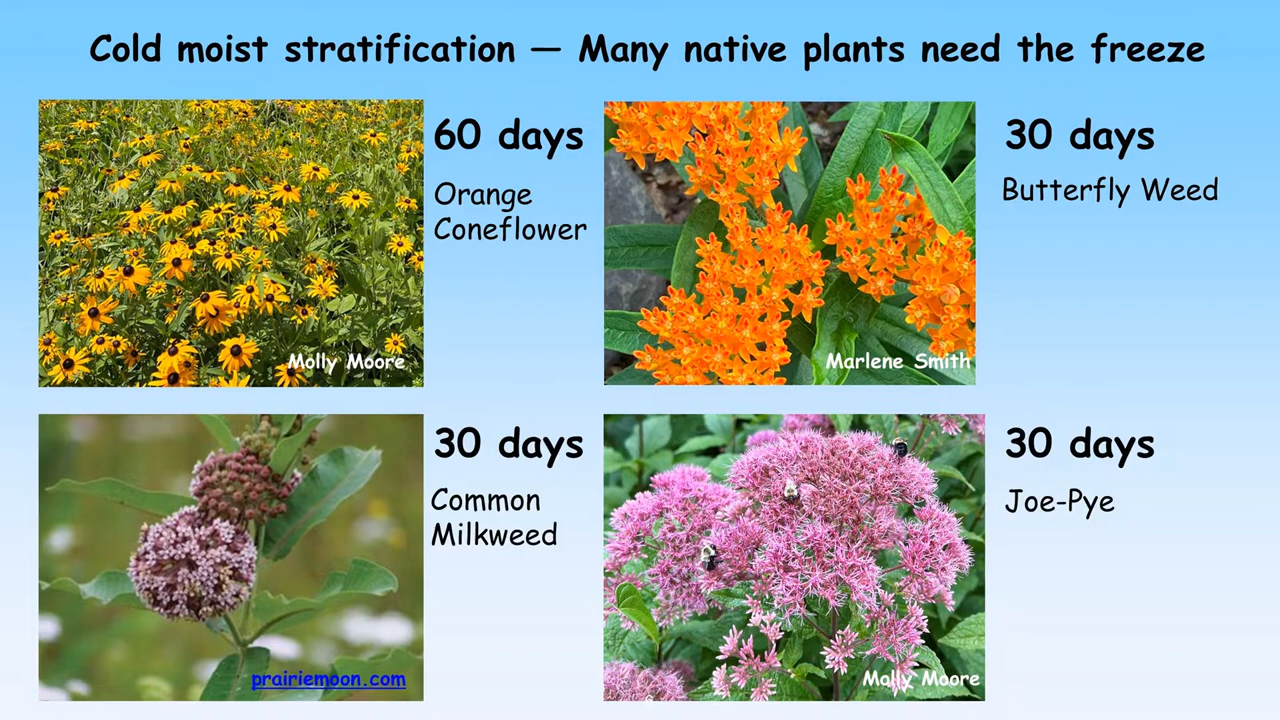 Cold moist stratification — Many native plants need the freeze
60 days
Orange
Coneflower
Molly Moore
30 days
Butterfly Weed
Marlene Smith
30 days
Common
Milkweed
prairiemoon.com
30 days
Joe-Pye
Molly Moore